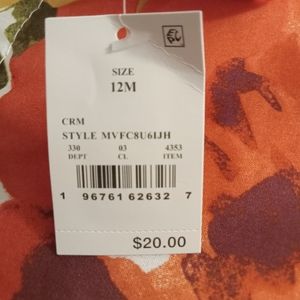 SIZE
12M
CRM
STYLE MVFC8U6IJH
330 03 4353
DEPT CL ITEM
1 96761 62632 7
$20.00